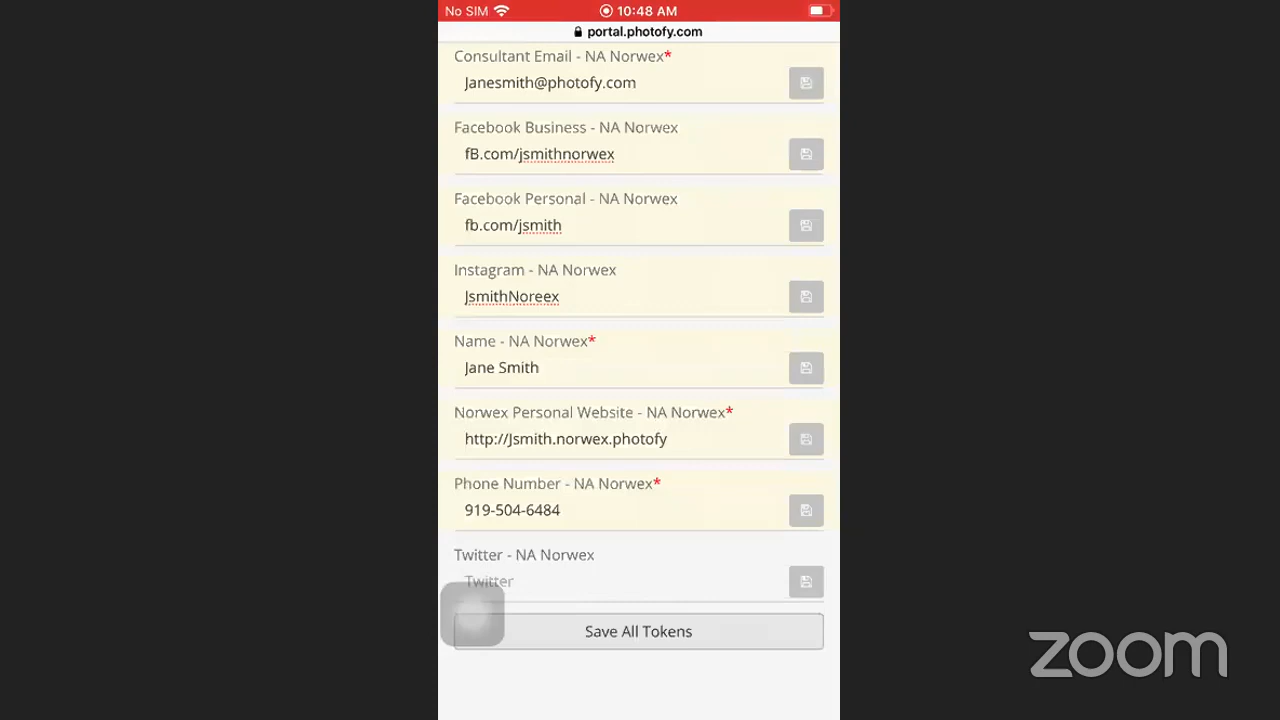 No SIM 10:48 AM
portal.photofy.com
Consultant Email - NA Norwex*
Janesmith@photofy.com
Facebook Business - NA Norwex
fB.com/jsmithnorwex
Facebook Personal - NA Norwex
fb.com/jsmith
Instagram - NA Norwex
JsmithNoreex
Name - NA Norwex*
Jane Smith
Norwex Personal Website - NA Norwex*
http://Jsmith.norwex.photofy
Phone Number - NA Norwex*
919-504-6484
Twitter - NA Norwex
Twitter
Save All Tokens
zoom